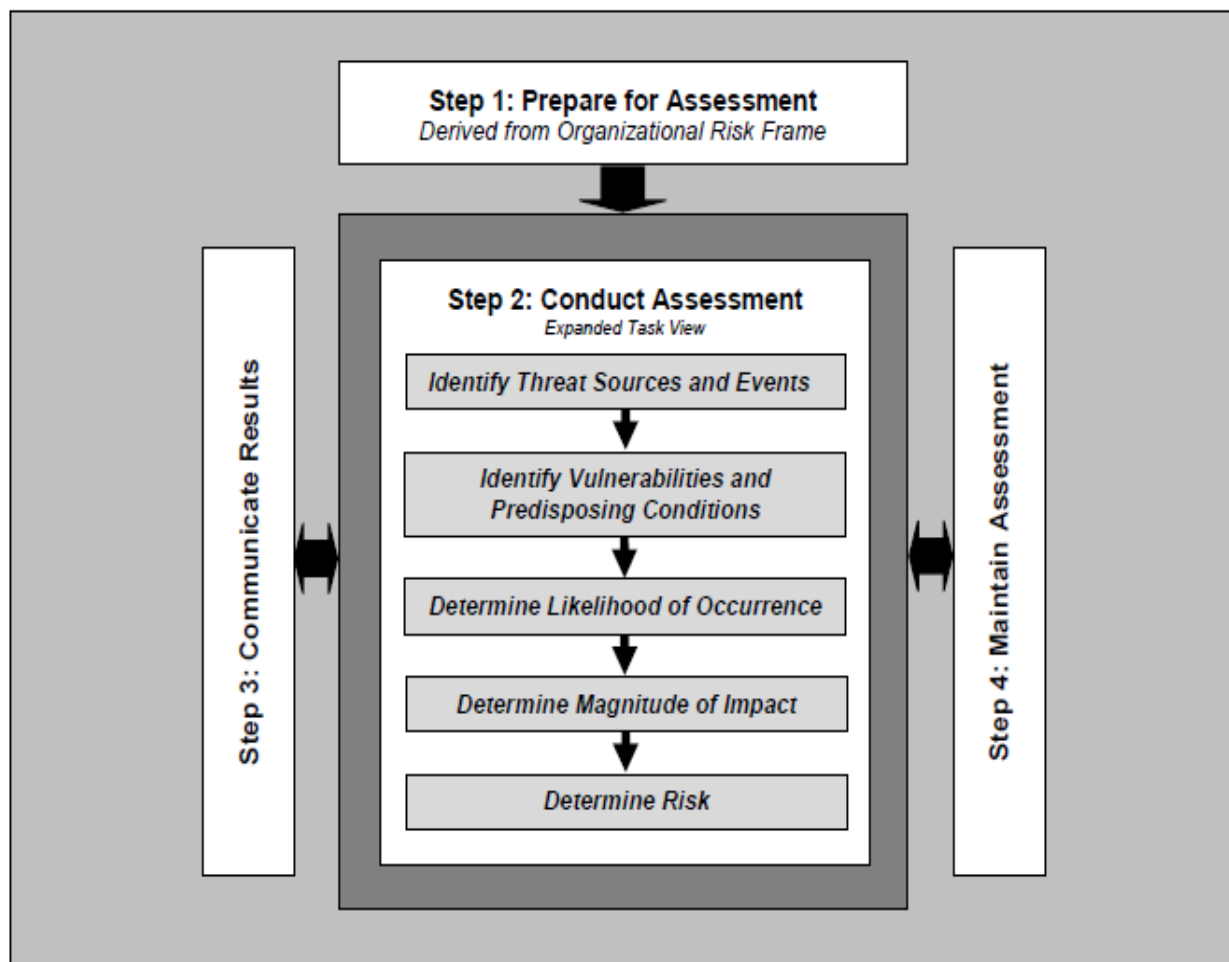 Step 1: Prepare for Assessment
Derived from Organizational Risk Frame
Step 2: Conduct Assessment
Expanded Task View
Identify Threat Sources and Events
Identify Vulnerabilities and
Predisposing Conditions
Determine Likelihood of Occurrence
Determine Magnitude of Impact
Determine Risk
Step 3: Communicate Results
Step 4: Maintain Assessment